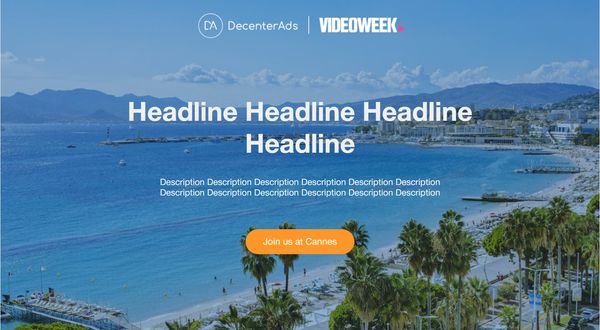 DA DecenterAds VIDEOWEEK
Headline Headline Headline
Headline
Description Description Description Description Description Description
Description Description Description Description Description Description
Join us at Cannes